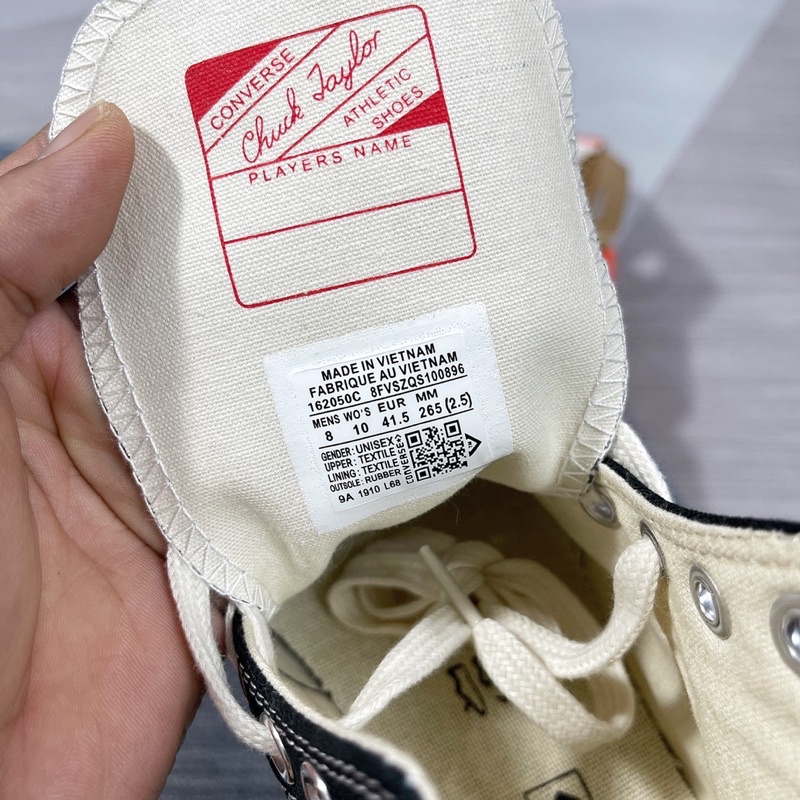 CONVERSE
Chuck Taylor
ATHLETIC
SHOES
PLAYERS NAME
MADE IN VIETNAM
FABRIQUE AU VIETNAM
162050C 8FVSZQS100896
MENS WO'S EUR MM
8 10 41.5 265 (2.5)
GENDER: UNISEX
UPPER: TEXTILE
LINING: TEXTILE
OUTSOLE: RUBBER
9A 1910 L68
CONVERSE